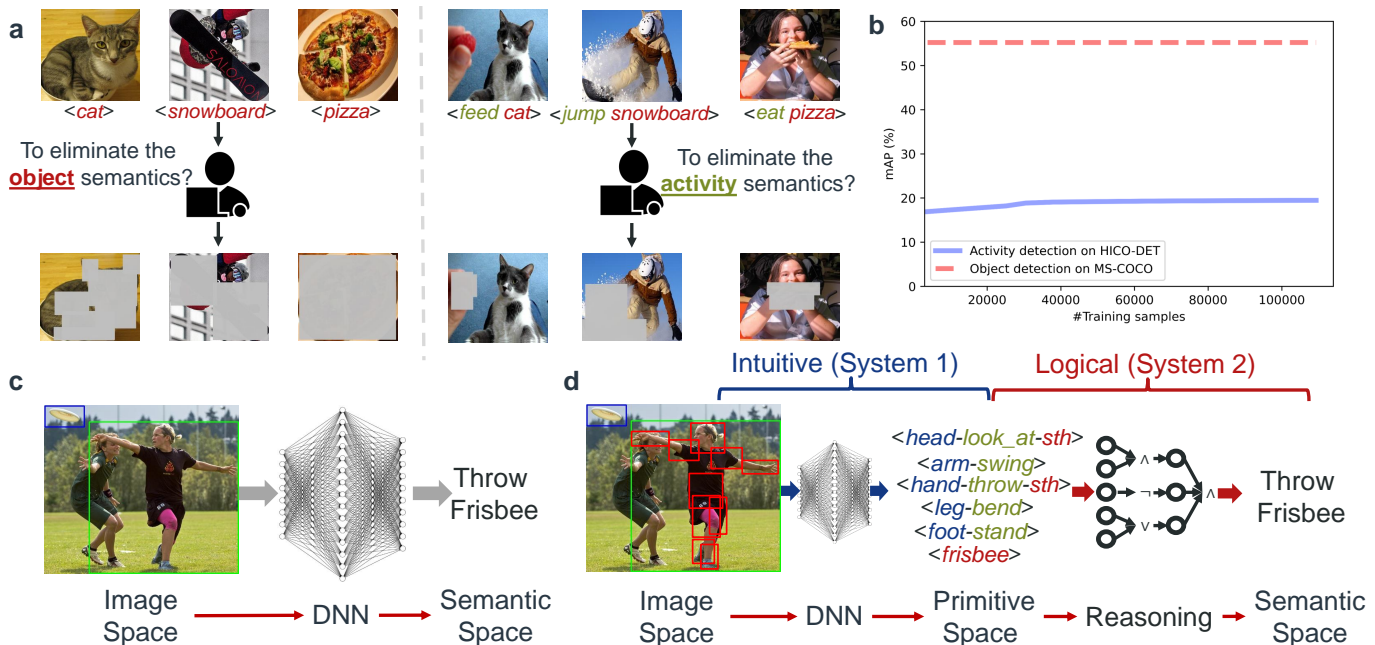 a
<cat>
<snowboard>
<pizza>
To eliminate the
object semantics?
<feed cat>
<jump snowboard>
<eat pizza>
To eliminate the
activity semantics?
b
60
50
40
30
20
10
0
mAP (%)
Activity detection on HICO-DET
Object detection on MS-COCO
20000 40000 60000 80000 100000
#Training samples
c
Throw
Frisbee
Image
Space
DNN
Semantic
Space
d
Intuitive (System 1)
Logical (System 2)
<head-look_at-sth>
<arm-swing>
<hand-throw-sth>
<leg-bend>
<foot-stand>
<frisbee>
∧
¬
∨
∧
Throw
Frisbee
Image
Space
DNN
Primitive
Space
Reasoning
Semantic
Space